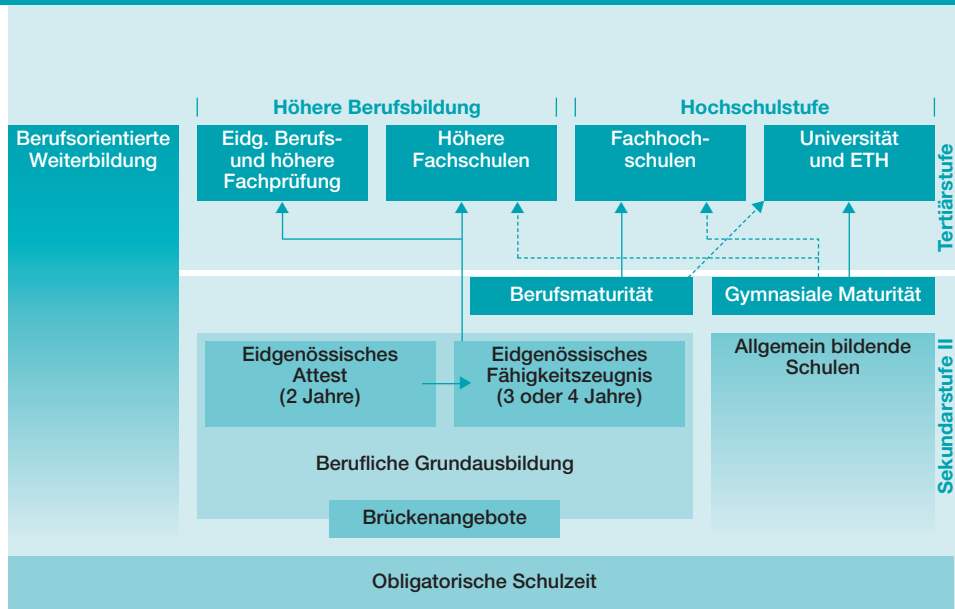 Höhere Berufsbildung
Hochschulstufe
Berufsorientierte
Weiterbildung
Eidg. Berufs-
und höhere
Fachprüfung
Höhere
Fachschulen
Fachhoch-
schulen
Universität
und ETH
Tertiärstufe
Berufsmaturität
Gymnasiale Maturität
Eidgenössisches
Attest
(2 Jahre)
Eidgenössisches
Fähigkeitszeugnis
(3 oder 4 Jahre)
Allgemein bildende
Schulen
Sekundarstufe II
Berufliche Grundausbildung
Brückenangebote
Obligatorische Schulzeit